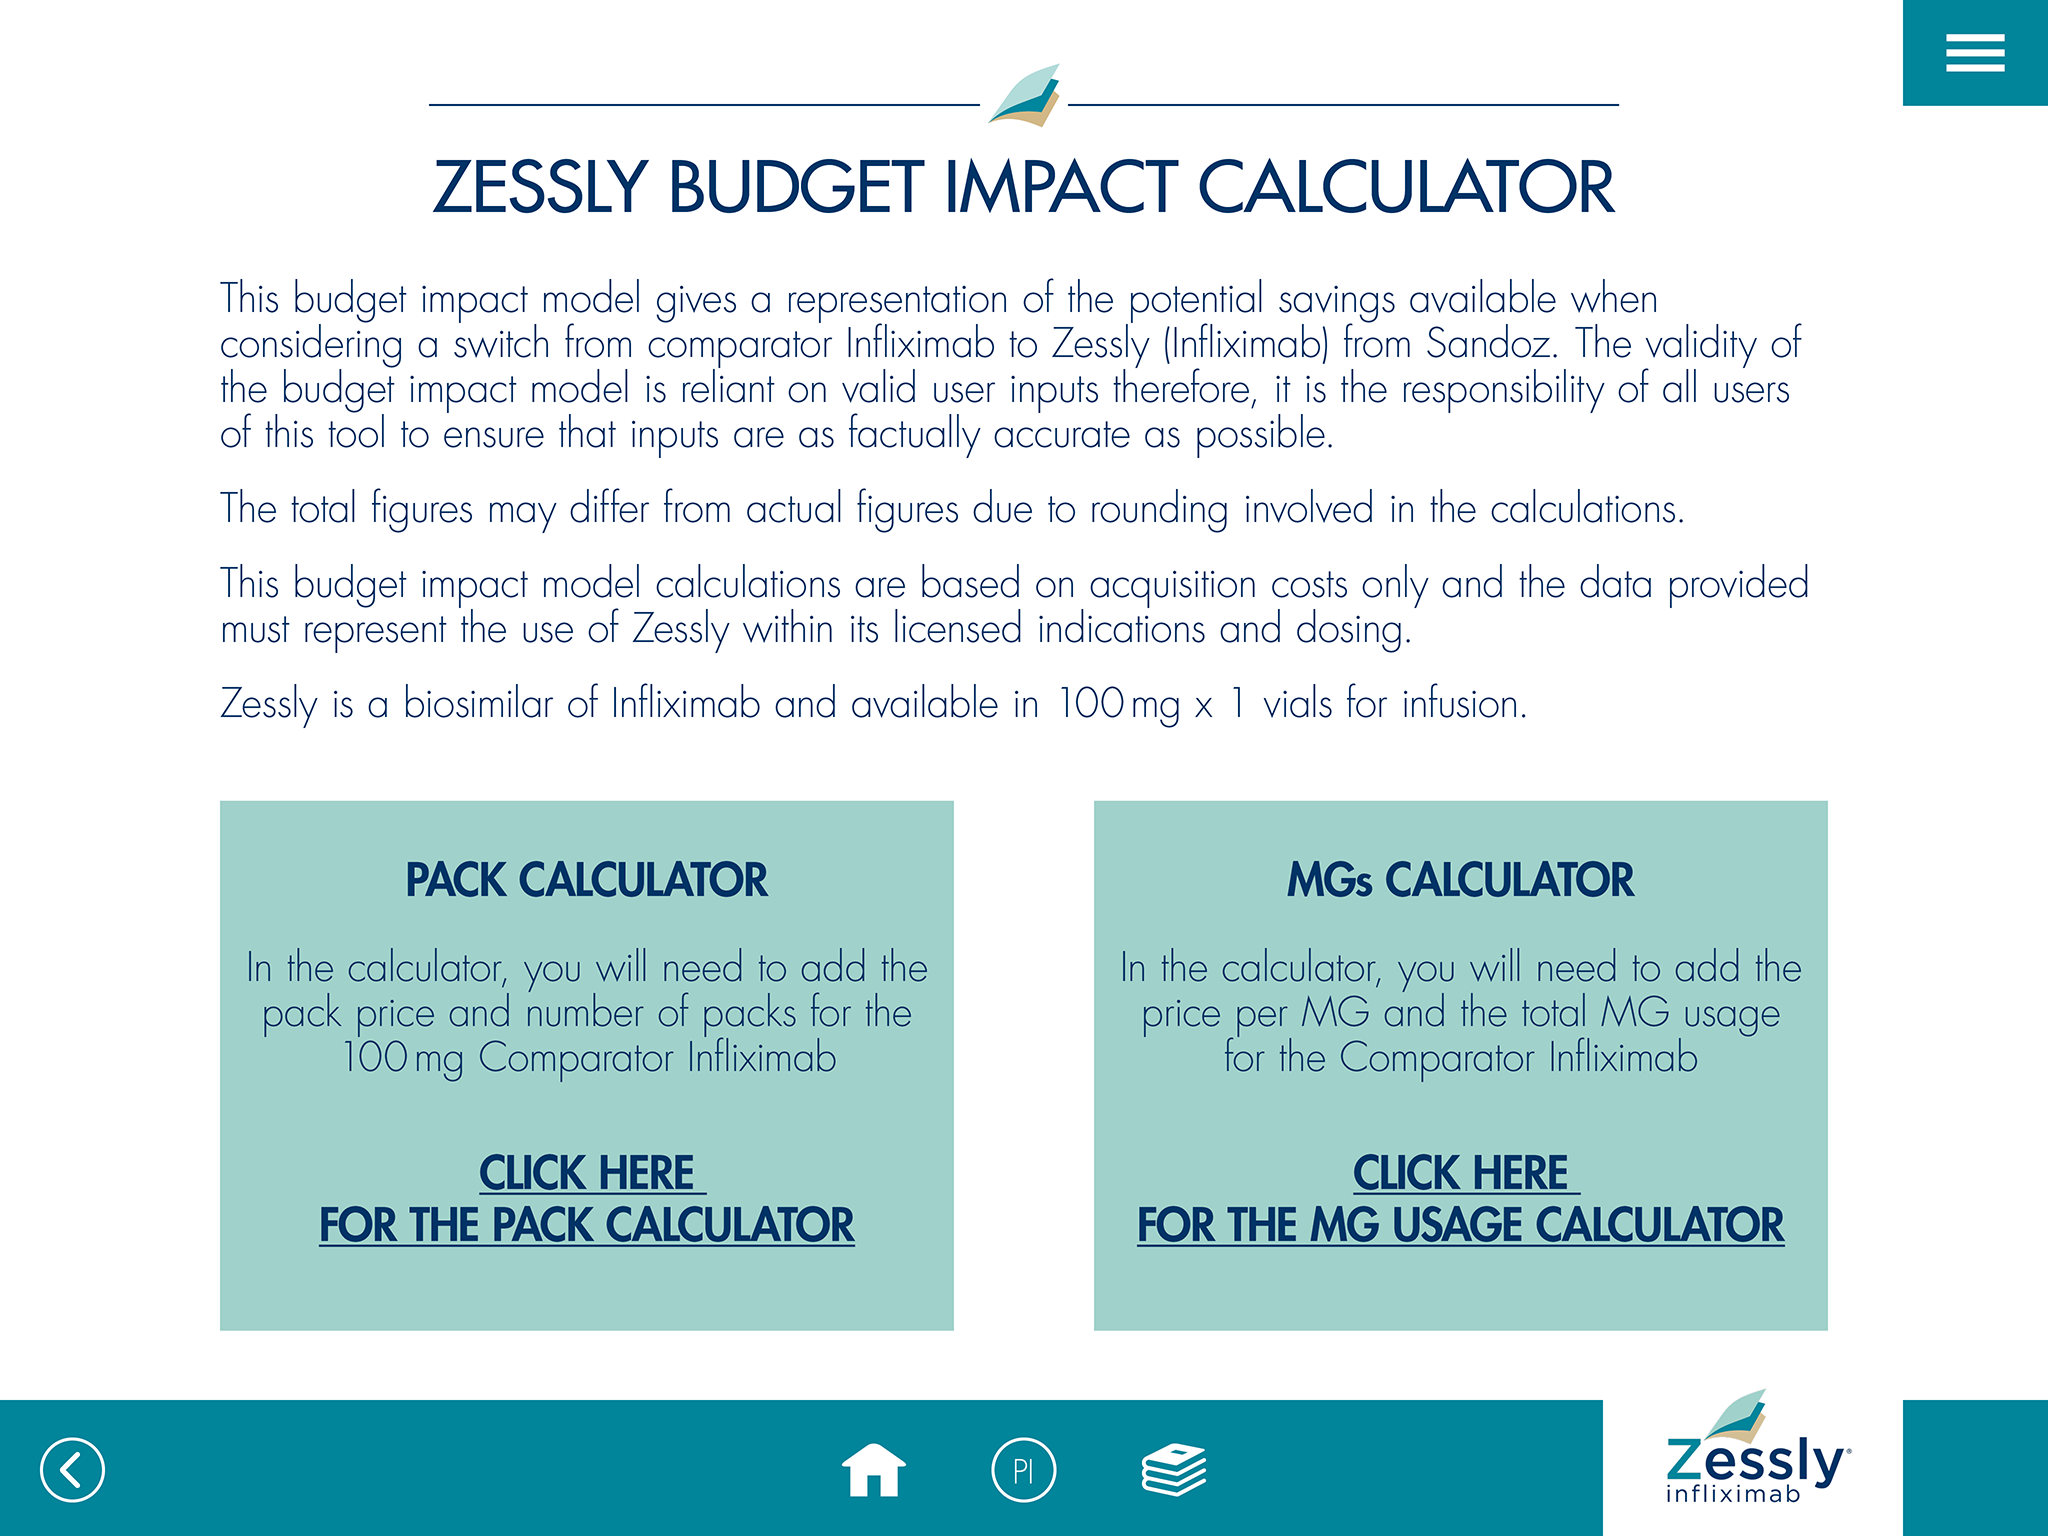 ZESSLY BUDGET IMPACT CALCULATOR
This budget impact model gives a representation of the potential savings available when
considering a switch from comparator Infliximab to Zessly (Infliximab) from Sandoz. The validity of
the budget impact model is reliant on valid user inputs therefore, it is the responsibility of all users
of this tool to ensure that inputs are as factually accurate as possible.
The total figures may differ from actual figures due to rounding involved in the calculations.
This budget impact model calculations are based on acquisition costs only and the data provided
must represent the use of Zessly within its licensed indications and dosing.
Zessly is a biosimilar of Infliximab and available in 100 mg x 1 vials for infusion.
PACK CALCULATOR
In the calculator, you will need to add the
pack price and number of packs for the
100 mg Comparator Infliximab
CLICK HERE
FOR THE PACK CALCULATOR
MGs CALCULATOR
In the calculator, you will need to add the
price per MG and the total MG usage
for the Comparator Infliximab
CLICK HERE
FOR THE MG USAGE CALCULATOR
PI
Zessly®
infliximab